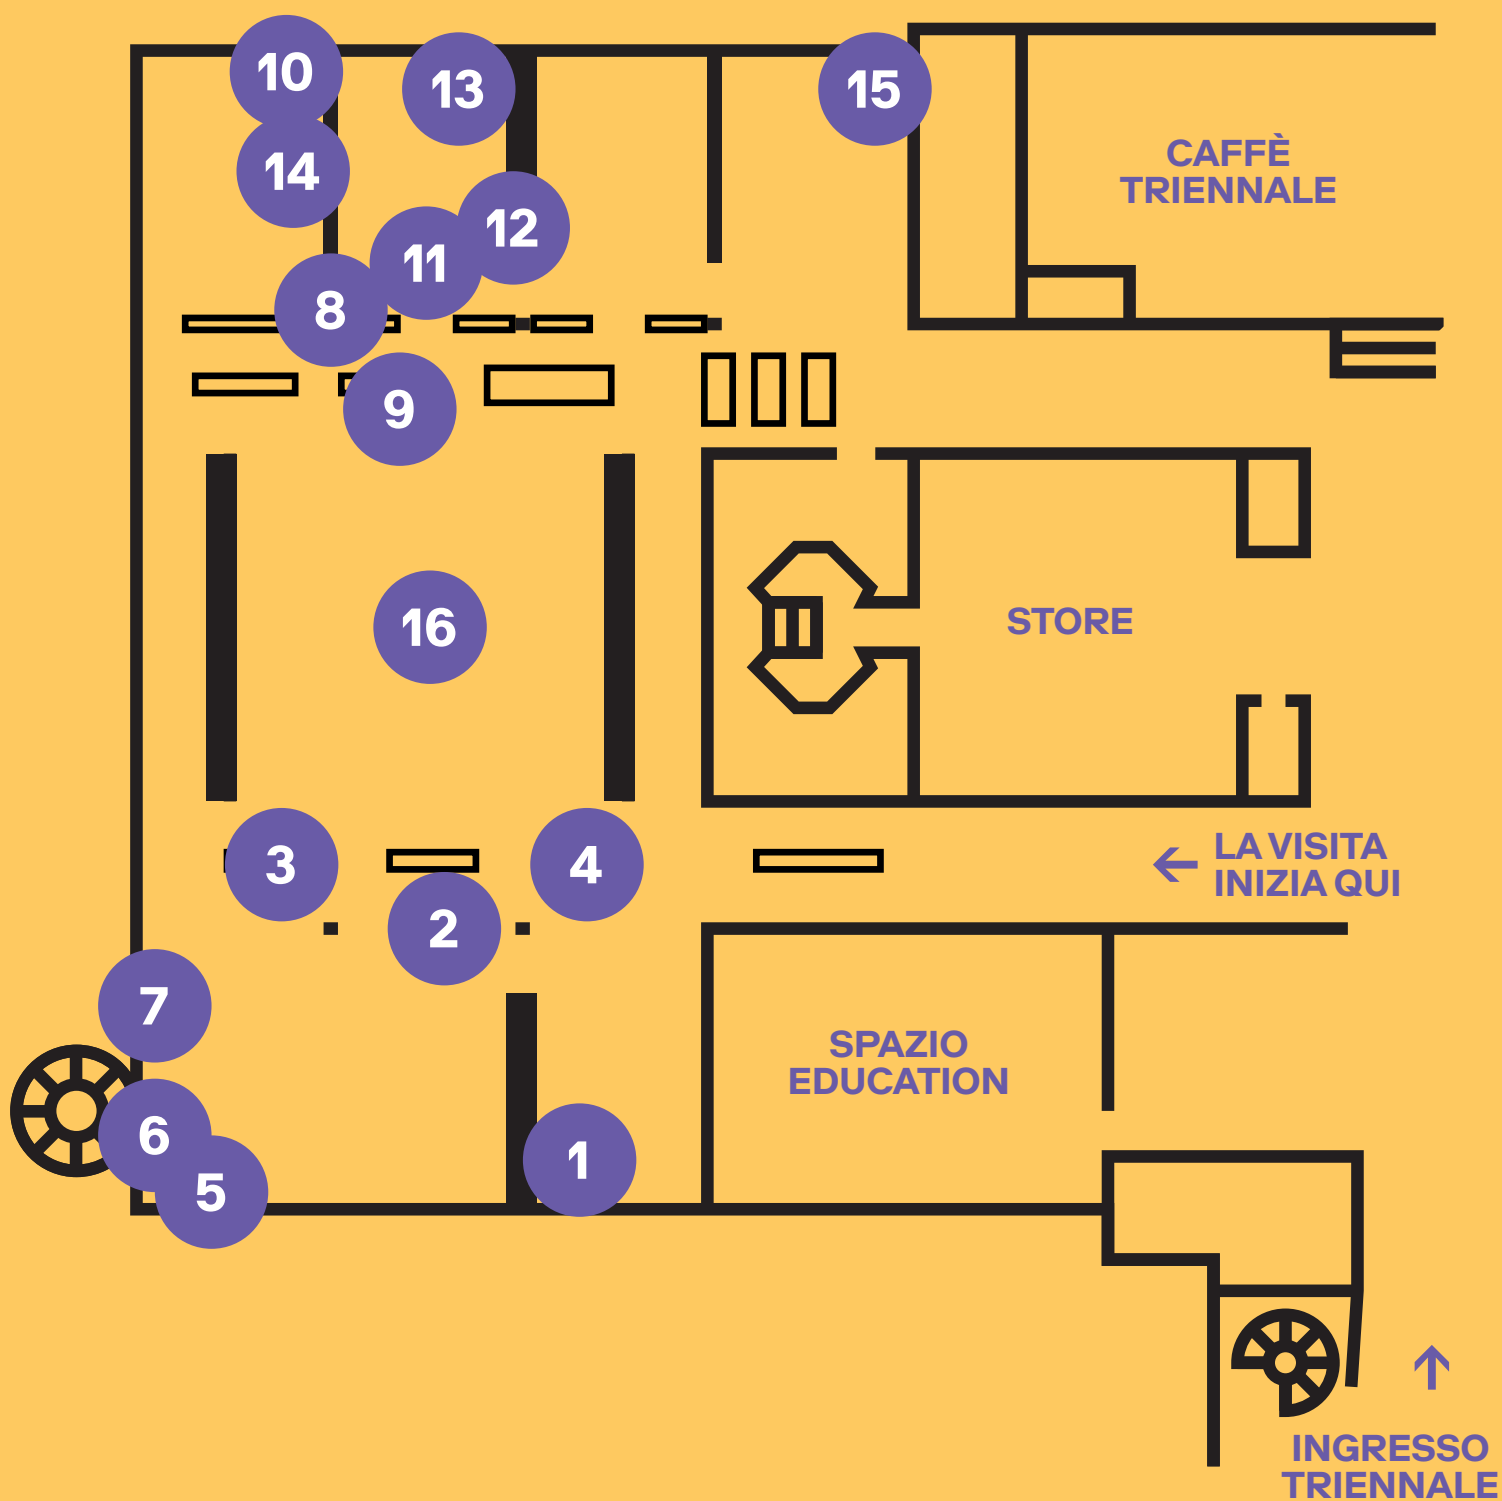 10
13
15
14
CAFFÈ
TRIENNALE
12
11
8
9
16
STORE
3
4
LA VISITA
INIZIA QUI
2
7
SPAZIO
EDUCATION
6
1
5
INGRESSO
TRIENNALE